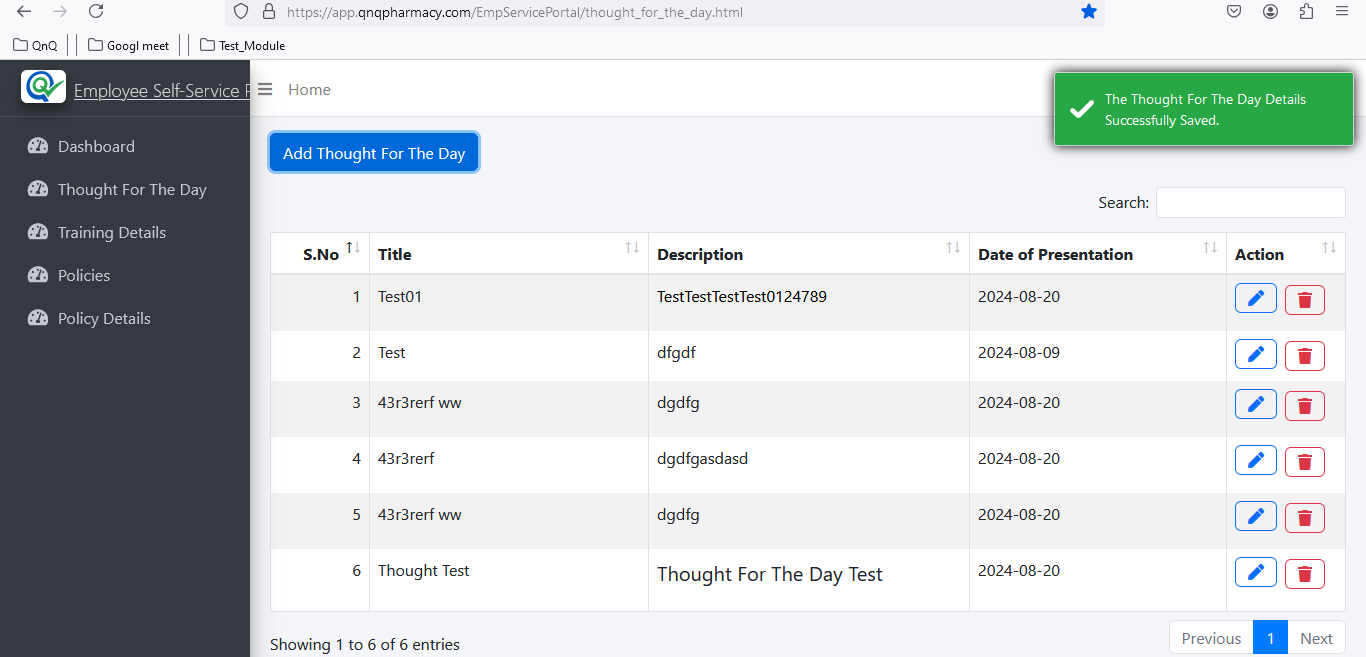 https://app.qnqpharmacy.com/EmpServicePortal/thought_for_the_day.html
QnQ Googl meet Test_Module
Employee Self-Service Home
The Thought For The Day Details
Successfully Saved.
Dashboard
Thought For The Day
Training Details
Policies
Policy Details
Add Thought For The Day
Search:
S.No Title Description Date of Presentation Action
1 Test01 TestTestTestTest0124789 2024-08-20
2 Test dfgdf 2024-08-09
3 43r3rerf ww dgdfg 2024-08-20
4 43r3rerf dgdfgasdasd 2024-08-20
5 43r3rerf ww dgdfg 2024-08-20
6 Thought Test Thought For The Day Test 2024-08-20
Showing 1 to 6 of 6 entries
Previous 1 Next